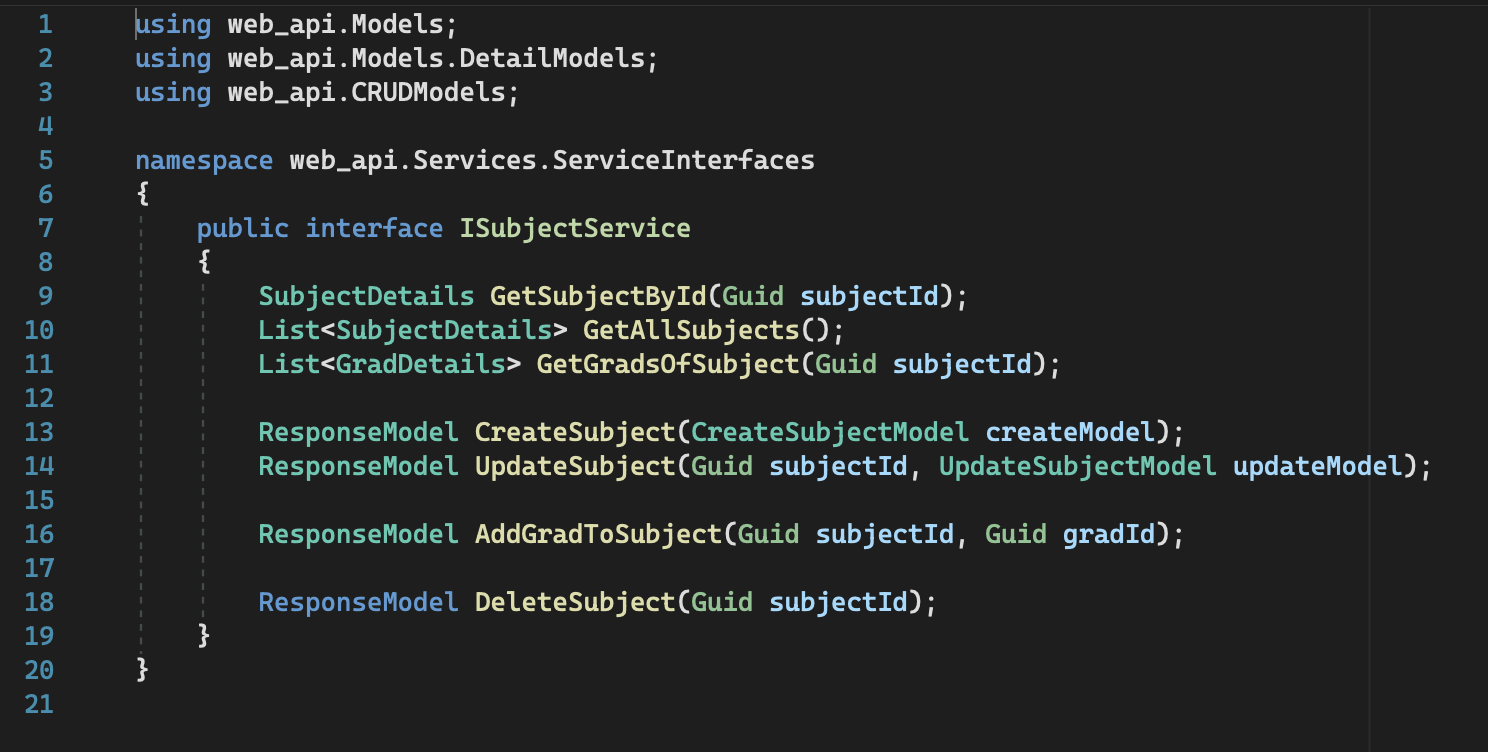 1 using web_api.Models;
2 using web_api.Models.DetailModels;
3 using web_api.CRUDModels;
4
5 namespace web_api.Services.ServiceInterfaces
6 {
7 public interface ISubjectService
8 {
9 SubjectDetails GetSubjectById(Guid subjectId);
10 List<SubjectDetails> GetAllSubjects();
11 List<GradDetails> GetGradsOfSubject(Guid subjectId);
12
13 ResponseModel CreateSubject(CreateSubjectModel createModel);
14 ResponseModel UpdateSubject(Guid subjectId, UpdateSubjectModel updateModel);
15
16 ResponseModel AddGradToSubject(Guid subjectId, Guid gradId);
17
18 ResponseModel DeleteSubject(Guid subjectId);
19 }
20 }
21